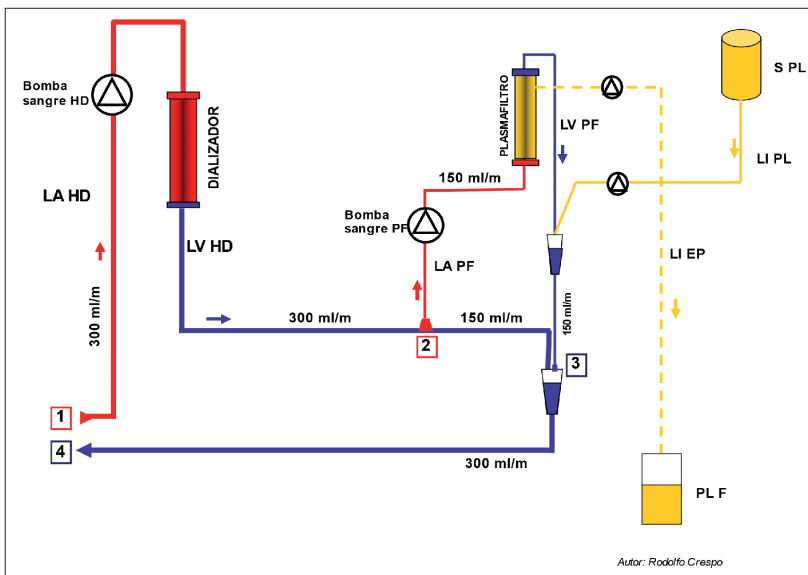 Bomba
sangre HD
DIALIZADOR
LA HD
300 ml/m
LV HD
300 ml/m
150 ml/m
1
4
2
3
300 ml/m
Bomba
sangre PF
LA PF
150 ml/m
PLASMAFILTRO
LV PF
150 ml/m
S PL
LI PL
LI EP
PL F
Autor: Rodolfo Crespo